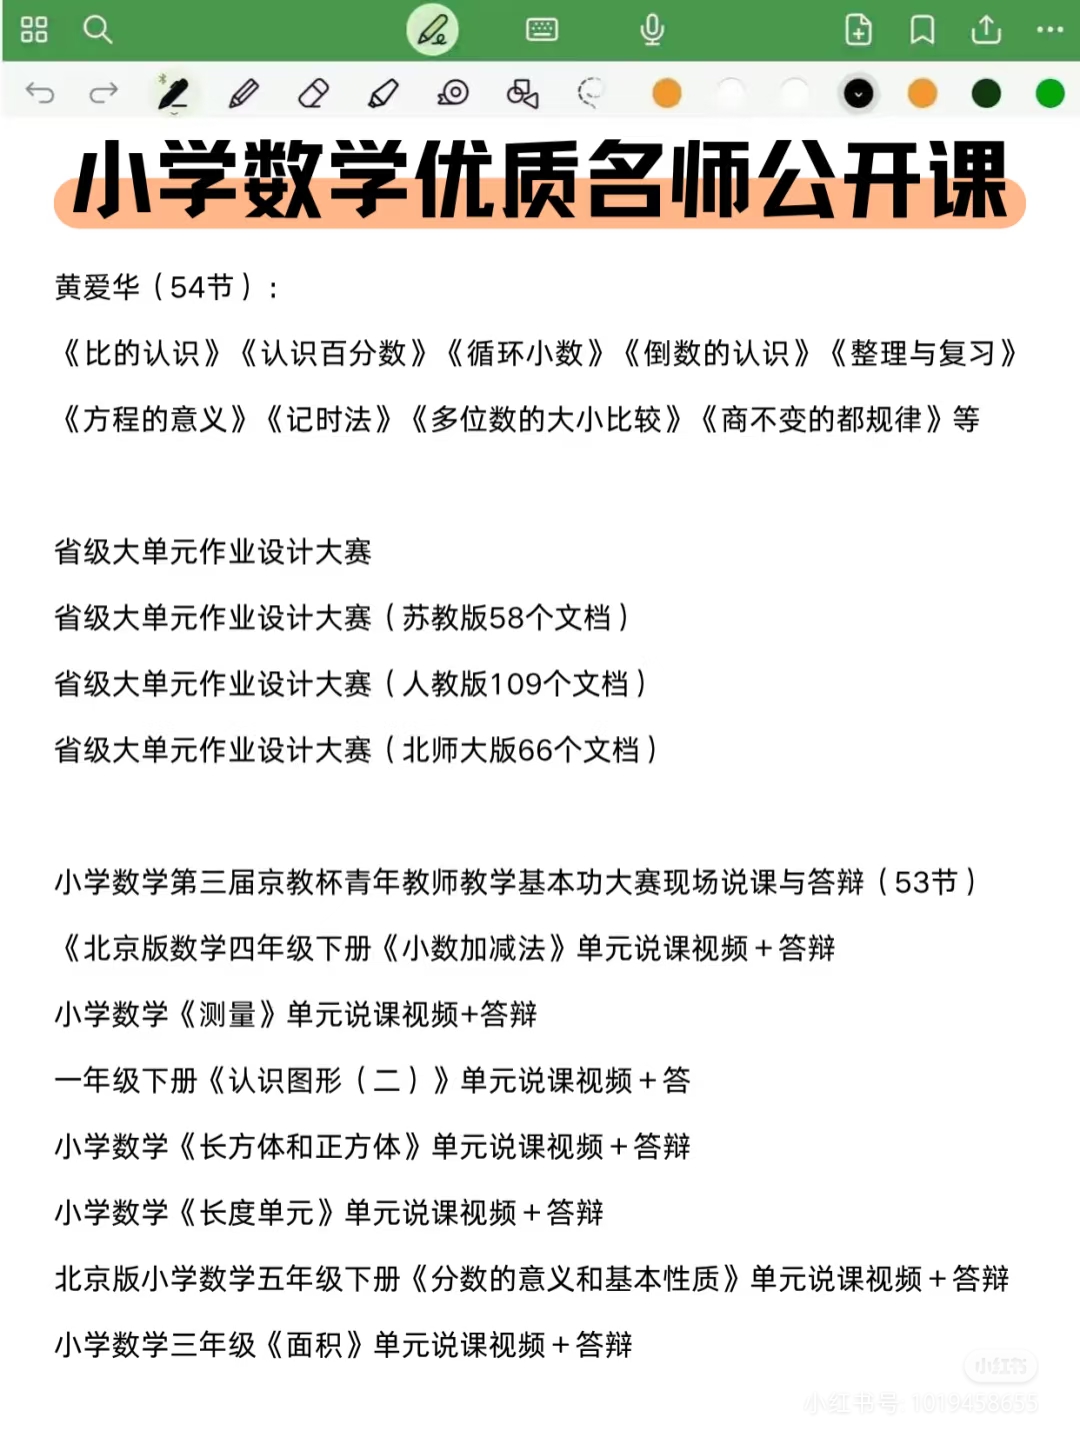 小学数学优质名师公开课
黄爱华（54节）:
《比的认识》《认识百分数》《循环小数》《倒数的认识》《整理与复习》
《方程的意义》《记时法》《多位数的大小比较》《商不变的都规律》等
省级大单元作业设计大赛
省级大单元作业设计大赛（苏教版58个文档）
省级大单元作业设计大赛（人教版109个文档）
省级大单元作业设计大赛（北师大版66个文档）
小学数学第三届京教杯青年教师教学基本功大赛现场说课与答辩（53节）
《北京版数学四年级下册《小数加减法》单元说课视频＋答辩
小学数学《测量》单元说课视频+答辩
一年级下册《认识图形（二）》单元说课视频＋答
小学数学《长方体和正方体》单元说课视频＋答辩
小学数学《长度单元》单元说课视频＋答辩
北京版小学数学五年级下册《分数的意义和基本性质》单元说课视频＋答辩
小学数学三年级《面积》单元说课视频＋答辩
小红书
小红书号: 1019458655